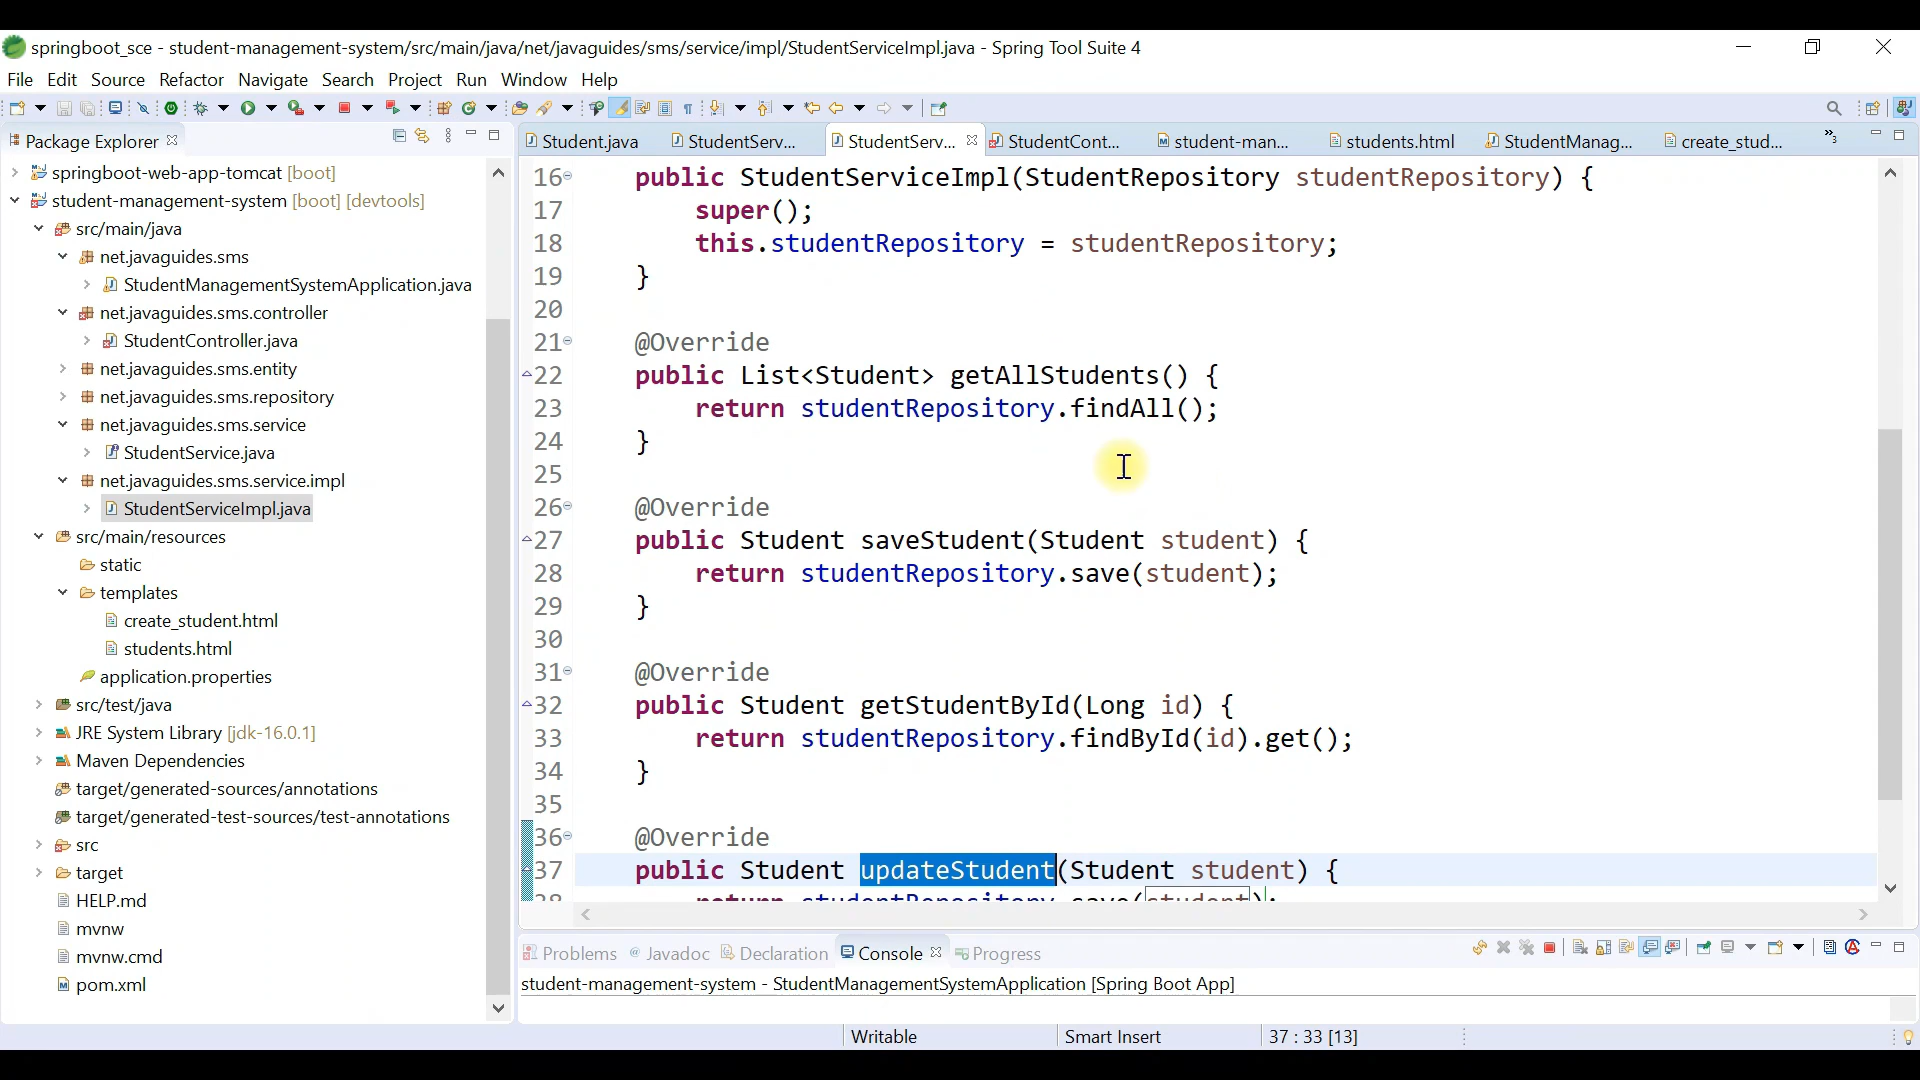 springboot_sce - student-management-system/src/main/java/net/javaguides/sms/service/impl/StudentServiceImpl.java - Spring Tool Suite 4
File Edit Source Refactor Navigate Search Project Run Window Help
Package Explorer
springboot-web-app-tomcat [boot]
student-management-system [boot] [devtools]
src/main/java
net.javaguides.sms
StudentManagementSystemApplication.java
net.javaguides.sms.controller
StudentController.java
net.javaguides.sms.entity
net.javaguides.sms.repository
net.javaguides.sms.service
StudentService.java
net.javaguides.sms.service.impl
StudentServiceImpl.java
src/main/resources
static
templates
create_student.html
students.html
application.properties
src/test/java
JRE System Library [jdk-16.0.1]
Maven Dependencies
target/generated-sources/annotations
target/generated-test-sources/test-annotations
src
target
HELP.md
mvnw
mvnw.cmd
pom.xml
Student.java StudentServ... StudentServ... StudentCont... student-man... students.html StudentManag... create_stud... »3
16 public StudentServiceImpl(StudentRepository studentRepository) {
17 super();
18 this.studentRepository = studentRepository;
19 }
20
21 @Override
22 public List<Student> getAllStudents() {
23 return studentRepository.findAll();
24 }
25
26 @Override
27 public Student saveStudent(Student student) {
28 return studentRepository.save(student);
29 }
30
31 @Override
32 public Student getStudentById(Long id) {
33 return studentRepository.findById(id).get();
34 }
35
36 @Override
37 public Student updateStudent(Student student) {
38 return studentRepository.save(student);
Problems Javadoc Declaration Console Progress
student-management-system - StudentManagementSystemApplication [Spring Boot App]
Writable Smart Insert 37 : 33 [13]